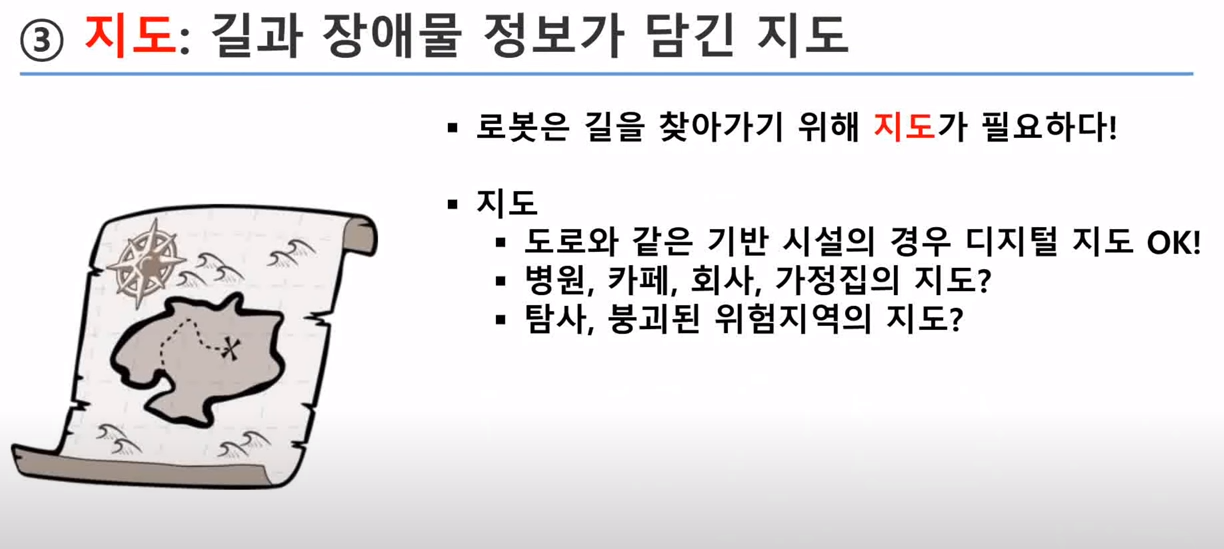 ③ 지도: 길과 장애물 정보가 담긴 지도
▪ 로봇은 길을 찾아가기 위해 지도가 필요하다!
▪ 지도
▪ 도로와 같은 기반 시설의 경우 디지털 지도 OK!
▪ 병원, 카페, 회사, 가정집의 지도?
▪ 탐사, 붕괴된 위험지역의 지도?